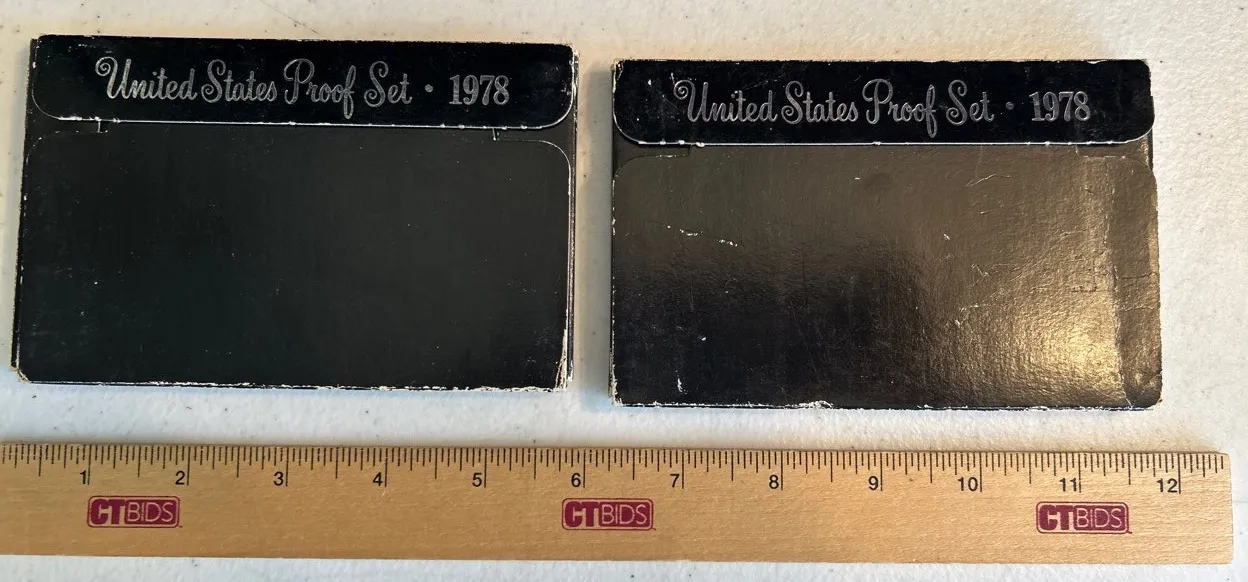 United States Proof Set · 1978
United States Proof Set · 1978
1 2 3 4 5 6 7 8 9 10 11 12
CTBIDS CTBIDS CTBIDS